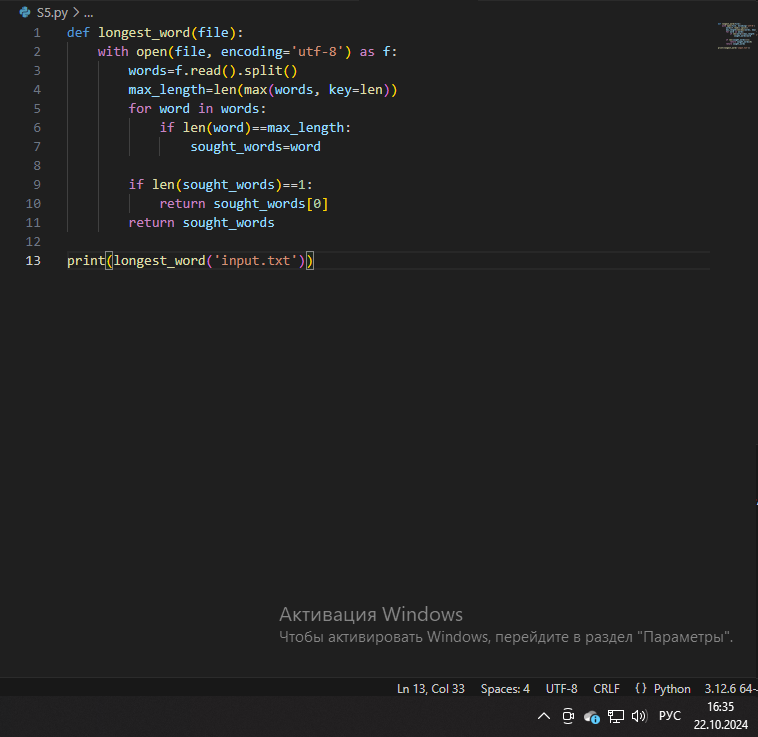 S5.py > ...
1 def longest_word(file):
2     with open(file, encoding='utf-8') as f:
3         words=f.read().split()
4         max_length=len(max(words, key=len))
5         for word in words:
6             if len(word)==max_length:
7                 sought_words=word
8
9         if len(sought_words)==1:
10             return sought_words[0]
11         return sought_words
12
13 print(longest_word('input.txt'))
Активация Windows
Чтобы активировать Windows, перейдите в раздел "Параметры".
Ln 13, Col 33 Spaces: 4 UTF-8 CRLF {} Python 3.12.6 64-
16:35
РУС
22.10.2024